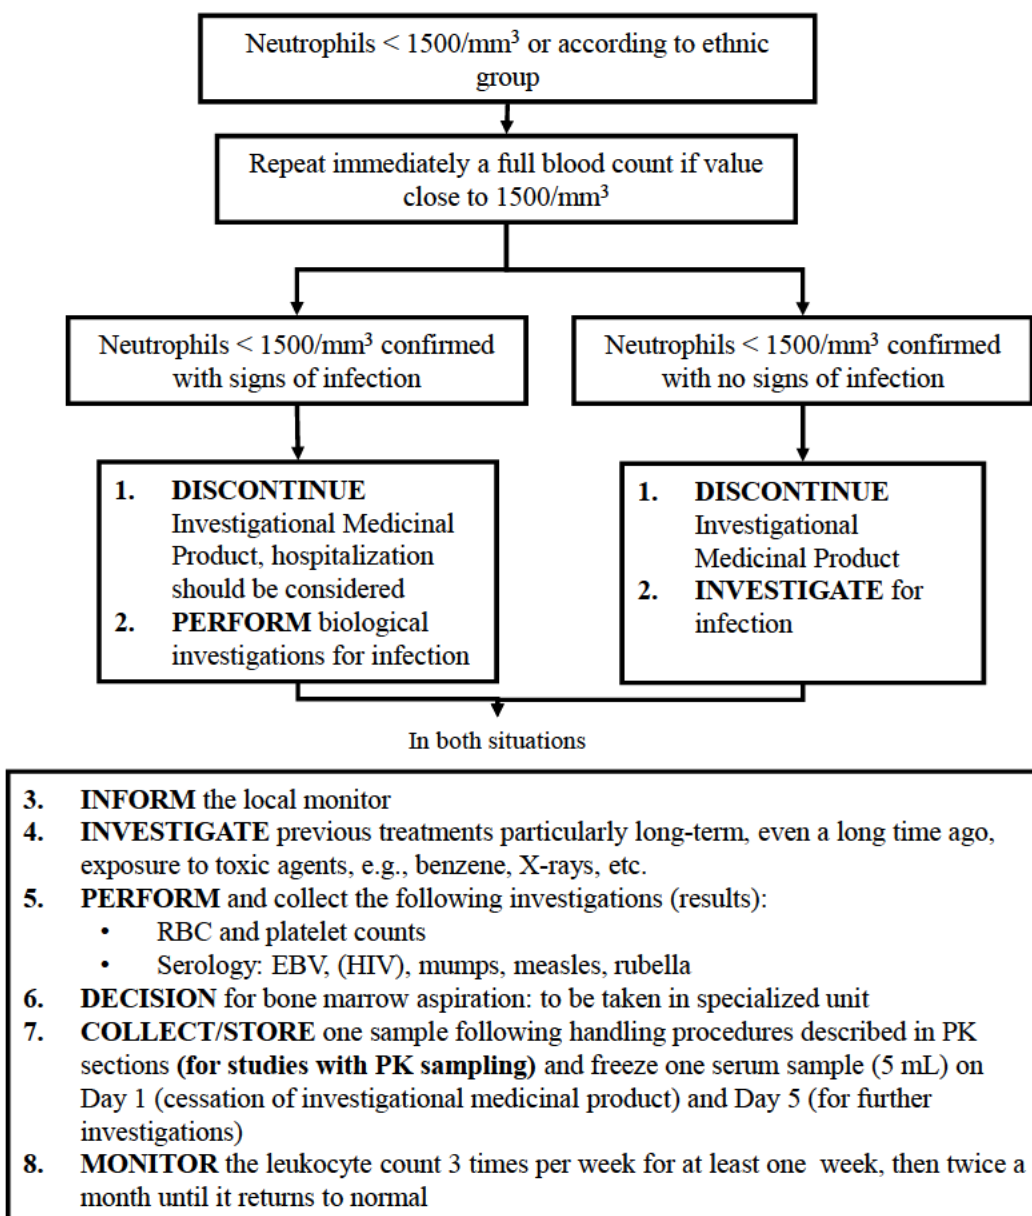 Neutrophils < 1500/mm³ or according to ethnic
group
Repeat immediately a full blood count if value
close to 1500/mm³
Neutrophils < 1500/mm³ confirmed
with signs of infection
Neutrophils < 1500/mm³ confirmed
with no signs of infection
1. DISCONTINUE
Investigational Medicinal
Product, hospitalization
should be considered
2. PERFORM biological
investigations for infection
1. DISCONTINUE
Investigational
Medicinal Product
2. INVESTIGATE for
infection
In both situations
3. INFORM the local monitor
4. INVESTIGATE previous treatments particularly long-term, even a long time ago,
exposure to toxic agents, e.g., benzene, X-rays, etc.
5. PERFORM and collect the following investigations (results):
• RBC and platelet counts
• Serology: EBV, (HIV), mumps, measles, rubella
6. DECISION for bone marrow aspiration: to be taken in specialized unit
7. COLLECT/STORE one sample following handling procedures described in PK
sections (for studies with PK sampling) and freeze one serum sample (5 mL) on
Day 1 (cessation of investigational medicinal product) and Day 5 (for further
investigations)
8. MONITOR the leukocyte count 3 times per week for at least one week, then twice a
month until it returns to normal